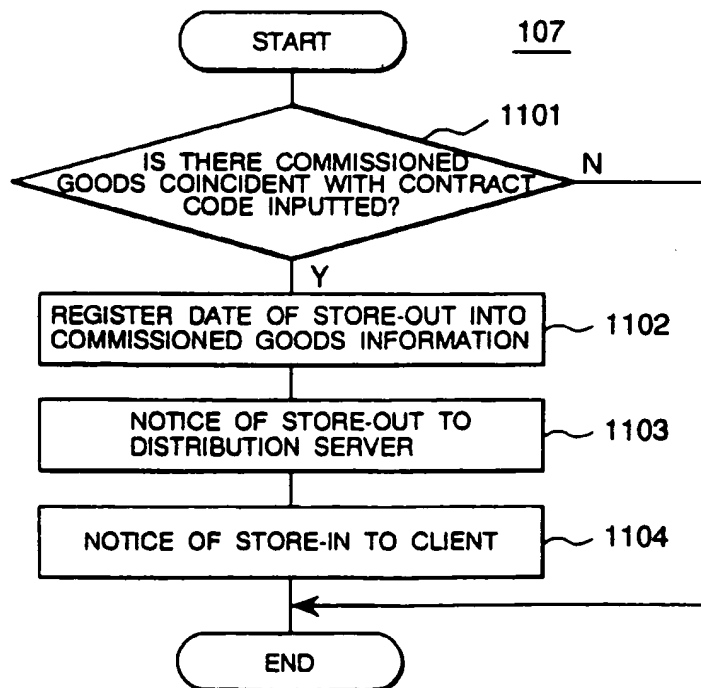 START
107
1101
IS THERE COMMISSIONED
GOODS COINCIDENT WITH CONTRACT
CODE INPUTTED?
N
Y
REGISTER DATE OF STORE-OUT INTO
COMMISSIONED GOODS INFORMATION
1102
NOTICE OF STORE-OUT TO
DISTRIBUTION SERVER
1103
NOTICE OF STORE-IN TO CLIENT
1104
END